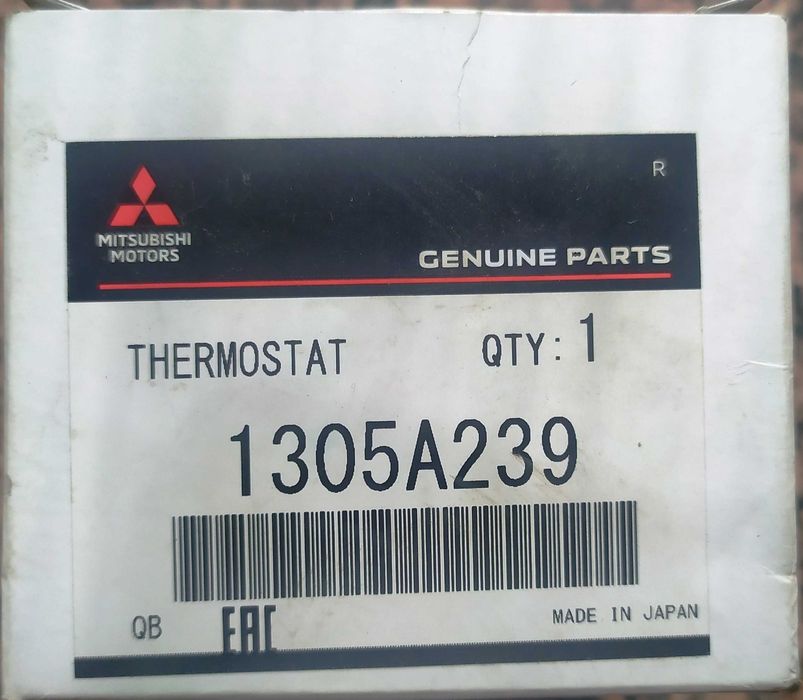 R
MITSUBISHI
MOTORS
GENUINE PARTS
THERMOSTAT QTY: 1
1305A239
QB EAC MADE IN JAPAN